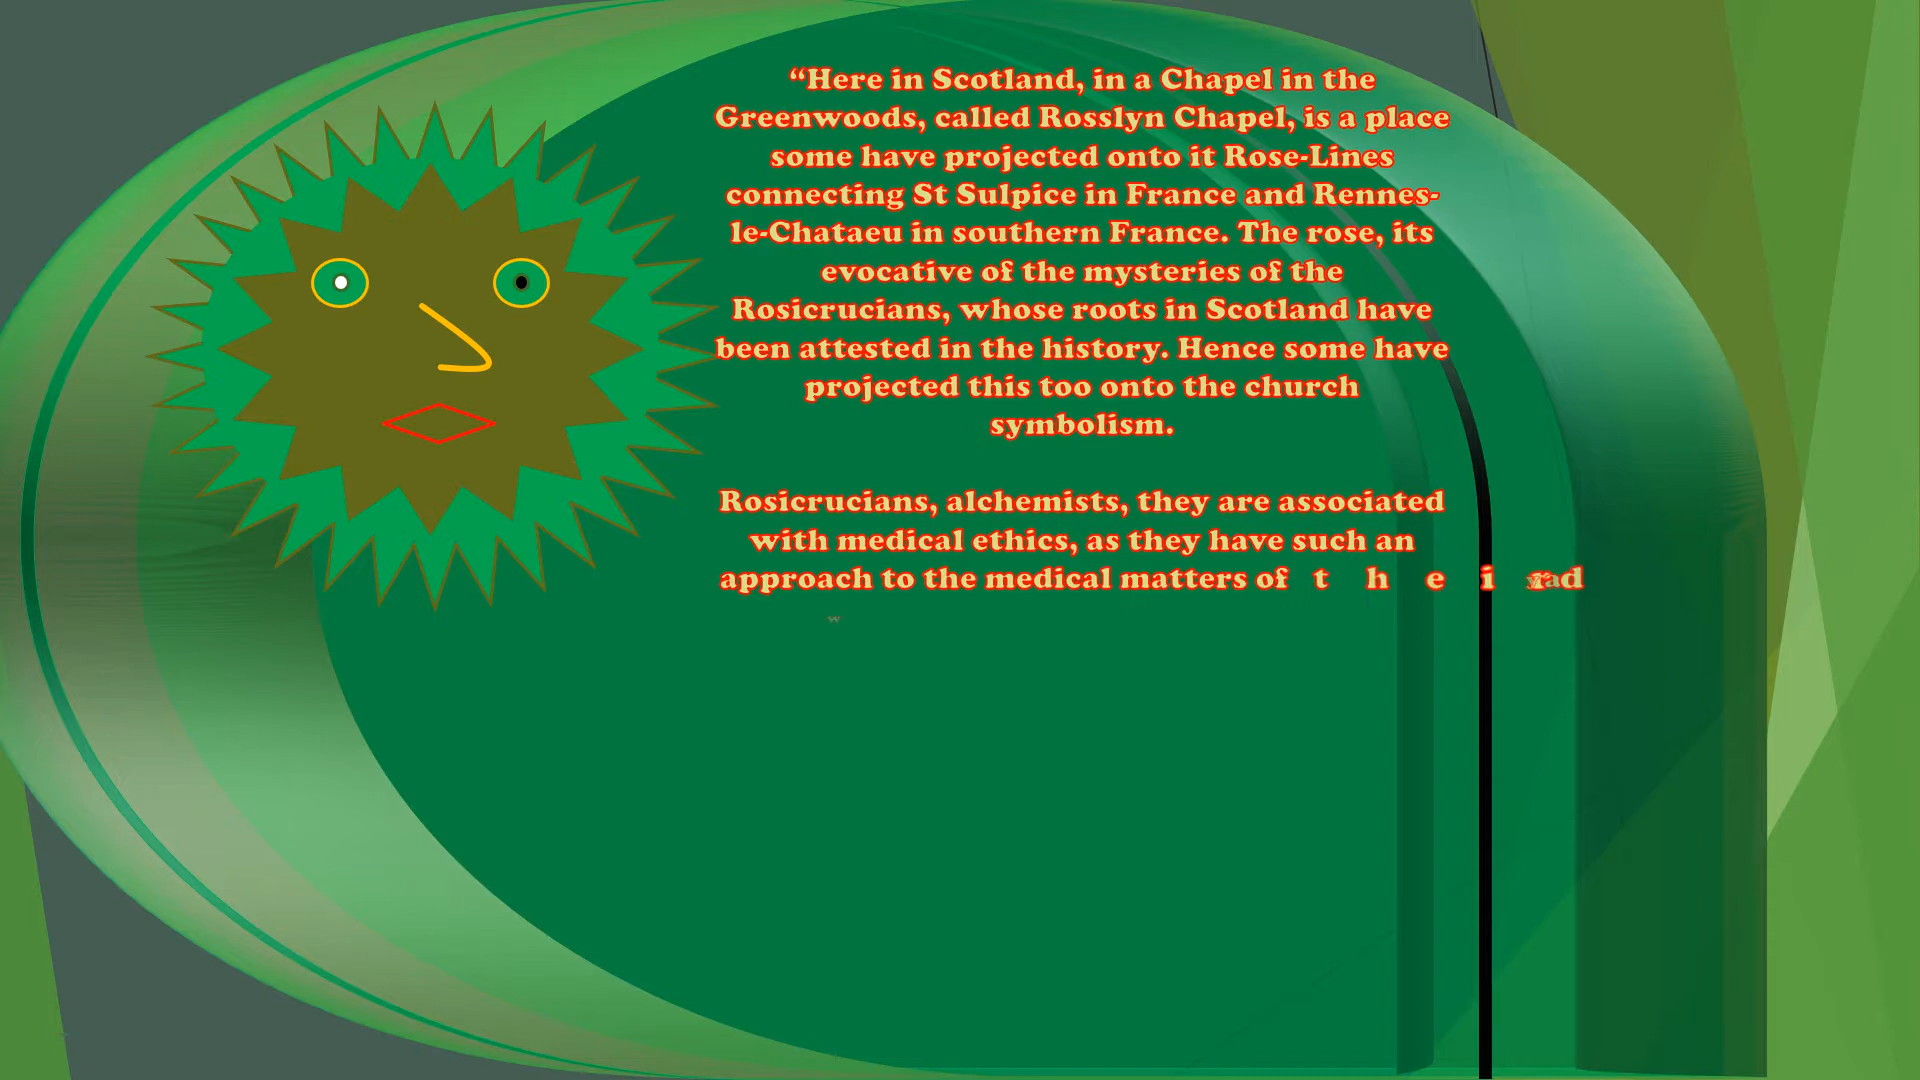 “Here in Scotland, in a Chapel in the
Greenwoods, called Rosslyn Chapel, is a place
some have projected onto it Rose-Lines
connecting St Sulpice in France and Rennes-
le-Chataeu in southern France. The rose, its
evocative of the mysteries of the
Rosicrucians, whose roots in Scotland have
been attested in the history. Hence some have
projected this too onto the church
symbolism.
Rosicrucians, alchemists, they are associated
with medical ethics, as they have such an
approach to the medical matters of t h e i
w